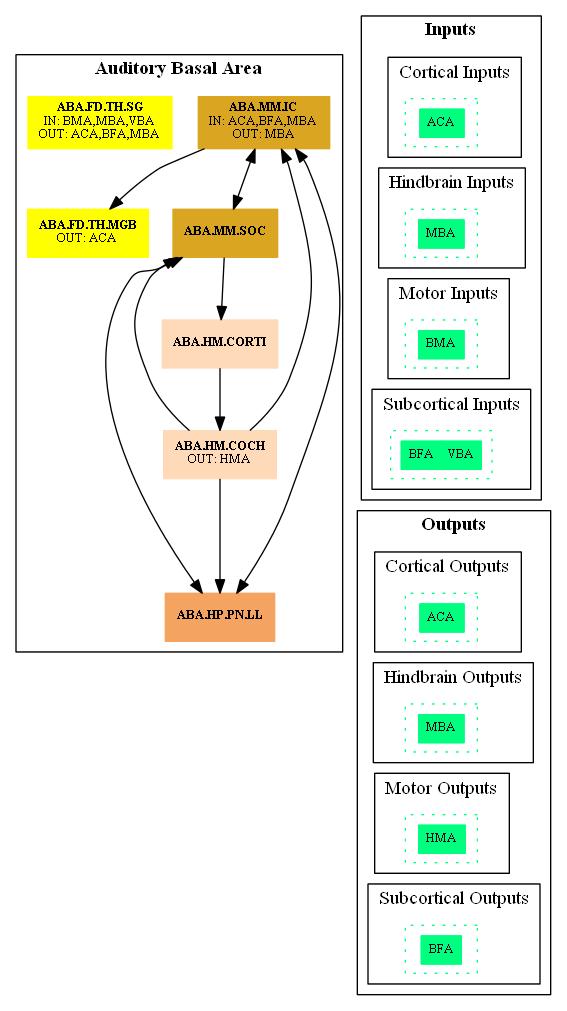 Auditory Basal Area
ABA.FD.TH.SG
IN: BMA,MBA,VBA
OUT: ACA,BFA,MBA
ABA.MM.IC
IN: ACA,BFA,MBA
OUT: MBA
ABA.FD.TH.MGB
OUT: ACA
ABA.MM.SOC
ABA.HM.CORTI
ABA.HM.COCH
OUT: HMA
ABA.HP.PN.LL
Inputs
Cortical Inputs
ACA
Hindbrain Inputs
MBA
Motor Inputs
BMA
Subcortical Inputs
BFA VBA
Outputs
Cortical Outputs
ACA
Hindbrain Outputs
MBA
Motor Outputs
HMA
Subcortical Outputs
BFA